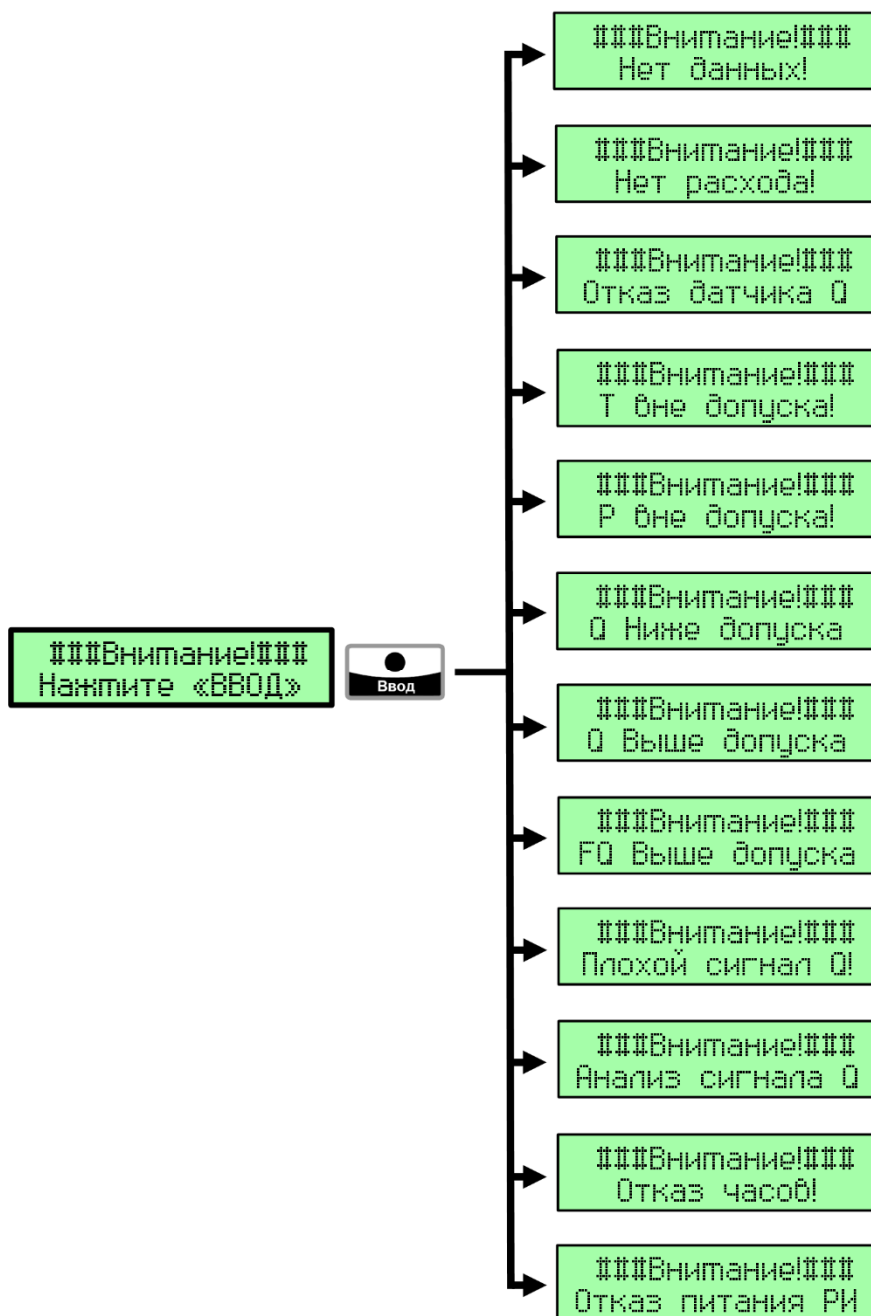 ###Внимание!###
Нажтите «ВВОД»
Ввод
###Внимание!###
Нет данных!
###Внимание!###
Нет расхода!
###Внимание!###
Отказ датчика Q
###Внимание!###
T вне допуска!
###Внимание!###
P вне допуска!
###Внимание!###
Q Ниже допуска
###Внимание!###
Q Выше допуска
###Внимание!###
FQ Выше допуска
###Внимание!###
Плохой сигнал Q!
###Внимание!###
Анализ сигнала Q
###Внимание!###
Отказ часов!
###Внимание!###
Отказ питания РИ